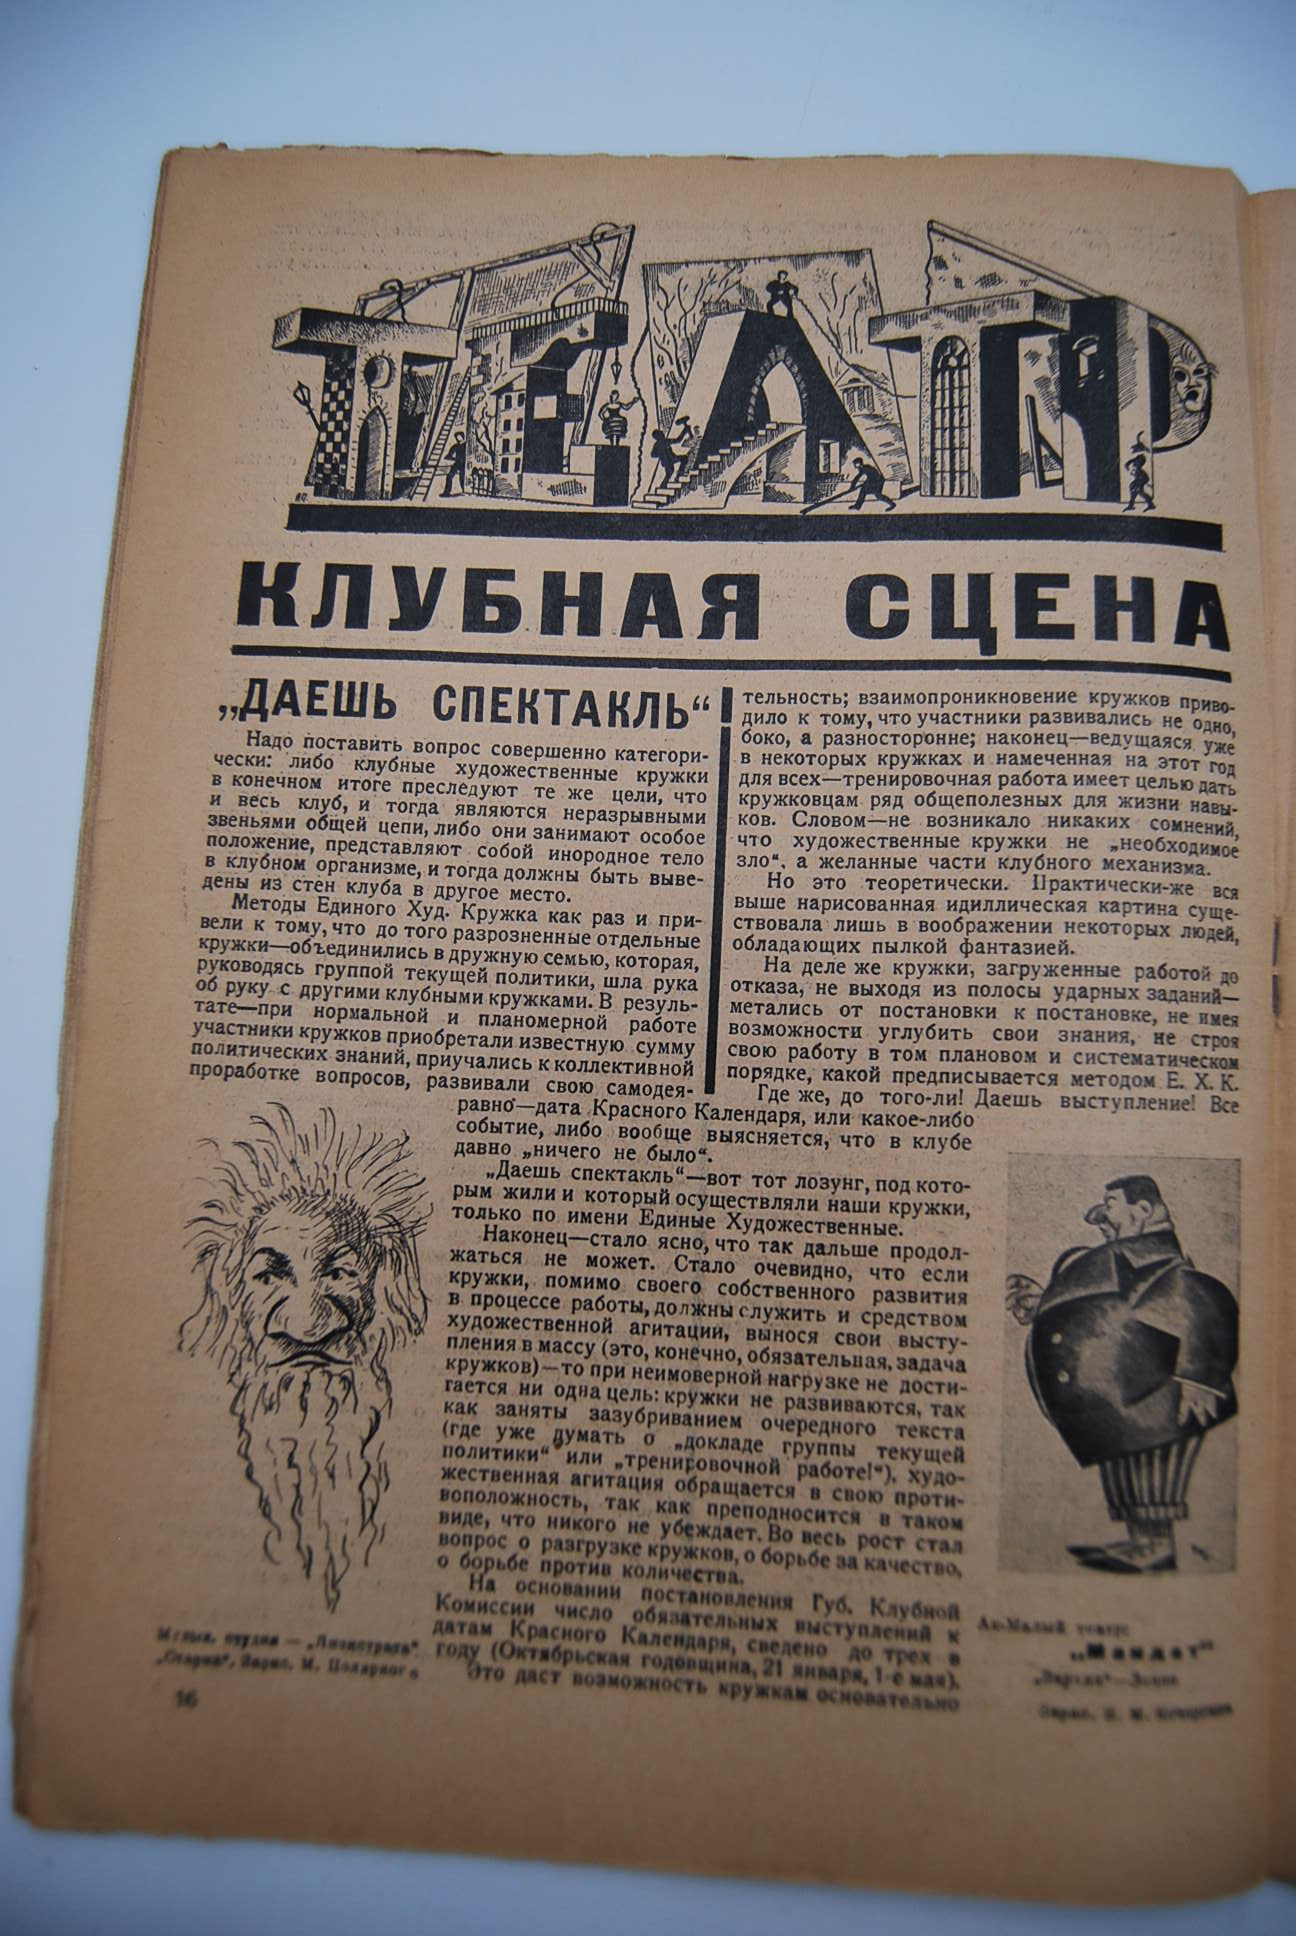 ТЕАТР
КЛУБНАЯ СЦЕНА
„ДАЕШЬ СПЕКТАКЛЬ“
Надо поставить вопрос совершенно категори-
чески: либо клубные художественные кружки
в конечном итоге преследуют те же цели, что
и весь клуб, и тогда являются неразрывными
звеньями общей цепи, либо они занимают особое
положение, представляют собой инородное тело
в клубном организме, и тогда должны быть выве-
дены из стен клуба в другое место.
Методы Единого Худ. Кружка как раз и при-
вели к тому, что до того разрозненные отдельные
кружки—объединились в дружную семью, которая,
руководясь группой текущей политики, шла рука
об руку с другими клубными кружками. В резуль-
тате—при нормальной и планомерной работе
участники кружков приобретали известную сумму
политических знаний, приучались к коллективной
проработке вопросов, развивали свою самодея-
тельность; взаимопроникновение кружков приво-
дило к тому, что участники развивались не одно,
боко, а разносторонне; наконец—ведущаяся уже
в некоторых кружках и намеченная на этот год
для всех—тренировочная работа имеет целью дать
кружковцам ряд общеполезных для жизни навы-
ков. Словом—не возникало никаких сомнений,
что художественные кружки не „необходимое
зло“, а желанные части клубного механизма.
Но это теоретически. Практически-же вся
выше нарисованная идиллическая картина суще-
ствовала лишь в воображении некоторых людей,
обладающих пылкой фантазией.
На деле же кружки, загруженные работой до
отказа, не выходя из полосы ударных заданий—
метались от постановки к постановке, не имея
возможности углубить свои знания, не строя
свою работу в том плановом и систематическом
порядке, какой предписывается методом Е. Х. К.
Где же, до того-ли! Даешь выступление! Все
равно—дата Красного Календаря, или какое-либо
событие, либо вообще выясняется, что в клубе
давно „ничего не было“.
„Даешь спектакль“—вот тот лозунг, под кото-
рым жили и который осуществляли наши кружки,
только по имени Единые Художественные.
Наконец—стало ясно, что так дальше продол-
жаться не может. Стало очевидно, что если
кружки, помимо своего собственного развития
в процессе работы, должны служить и средством
художественной агитации, вынося свои высту-
пления в массу (это, конечно, обязательная, задача
кружков)—то при неимоверной нагрузке не дости-
гается ни одна цель: кружки не развиваются, так
как заняты зазубриванием очередного текста
(где уже думать о „докладе группы текущей
политики“ или „тренировочной работе!“), худо-
жественная агитация обращается в свою проти-
воположность, так как преподносится в таком
виде, что никого не убеждает. Во весь рост стал
вопрос о разгрузке кружков, о борьбе за качество,
о борьбе против количества.
На основании постановления Губ. Клубной
Комиссии число обязательных выступлений к
датам Красного Календаря, сведено до трех в
году (Октябрьская годовщина, 21 января, 1-е мая).
Это даст возможность кружкам основательно
Музык. студия — „Лизистрата“
„Старик“, Зарис. М. Полярного
Ак-Малый театр:
„Мандат“
Зарис.
16